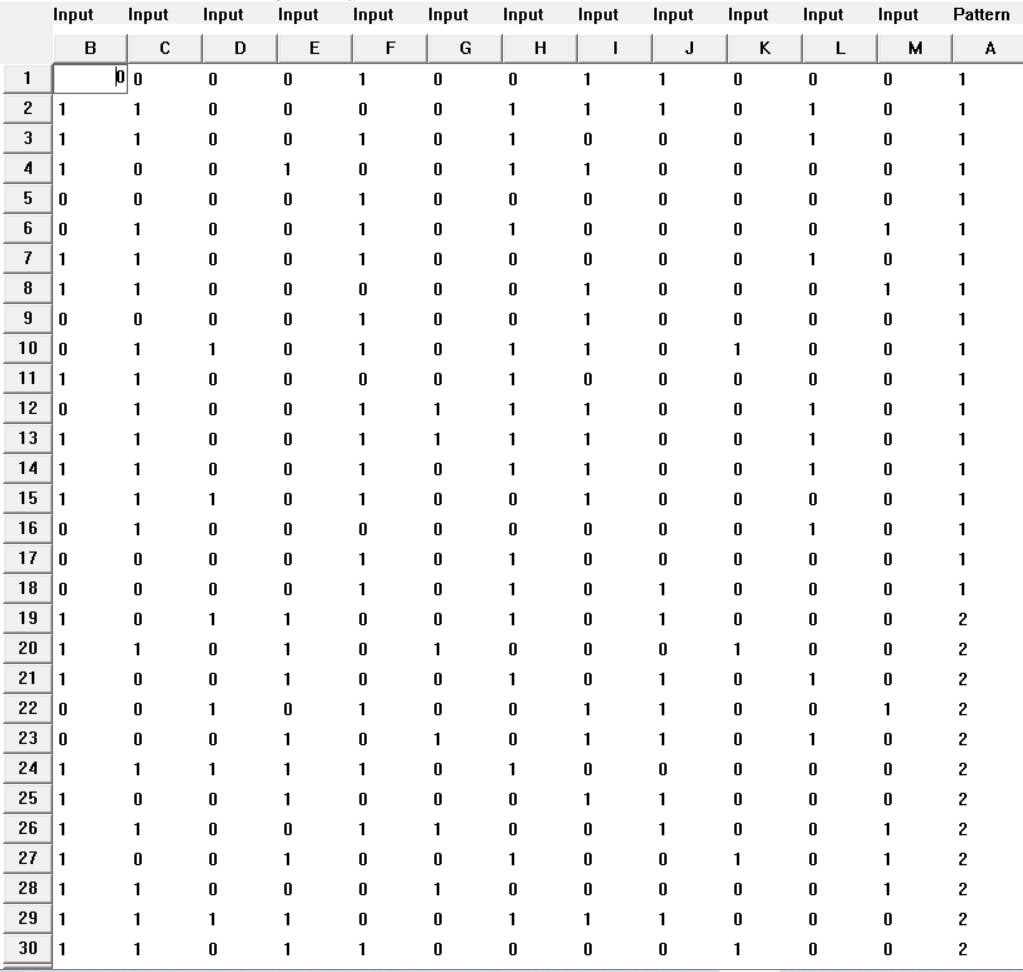 Input Input Input Input Input Input Input Input Input Input Input Input Pattern
B C D E F G H I J K L M A
1 0 0 0 0 1 0 0 1 1 0 0 0 1
2 1 1 0 0 0 0 1 1 1 0 1 0 1
3 1 1 0 0 1 0 1 0 0 0 1 0 1
4 1 0 0 1 0 0 1 1 0 0 0 0 1
5 0 0 0 0 1 0 0 0 0 0 0 0 1
6 0 1 0 0 1 0 1 0 0 0 0 1 1
7 1 1 0 0 1 0 0 0 0 0 1 0 1
8 1 1 0 0 0 0 0 1 0 0 0 1 1
9 0 0 0 0 1 0 0 1 0 0 0 0 1
10 0 1 1 0 1 0 1 1 0 1 0 0 1
11 1 1 0 0 0 0 1 0 0 0 0 0 1
12 0 1 0 0 1 1 1 1 0 0 1 0 1
13 1 1 0 0 1 1 1 1 0 0 1 0 1
14 1 1 0 0 1 0 1 1 0 0 1 0 1
15 1 1 1 0 1 0 0 1 0 0 0 0 1
16 0 1 0 0 0 0 0 0 0 0 1 0 1
17 0 0 0 0 1 0 1 0 0 0 0 0 1
18 0 0 0 0 1 0 1 0 1 0 0 0 1
19 1 0 1 1 0 0 1 0 1 0 0 0 2
20 1 1 0 1 0 1 0 0 0 1 0 0 2
21 1 0 0 1 0 0 1 0 1 0 1 0 2
22 0 0 1 0 1 0 0 1 1 0 0 1 2
23 0 0 0 1 0 1 0 1 1 0 1 0 2
24 1 1 1 1 1 0 1 0 0 0 0 0 2
25 1 0 0 1 0 0 0 1 1 0 0 0 2
26 1 1 0 0 1 1 0 0 1 0 0 1 2
27 1 0 0 1 0 0 1 0 0 1 0 1 2
28 1 1 0 0 0 1 0 0 0 0 0 1 2
29 1 1 1 1 0 0 1 1 1 0 0 0 2
30 1 1 0 1 1 0 0 0 0 1 0 0 2